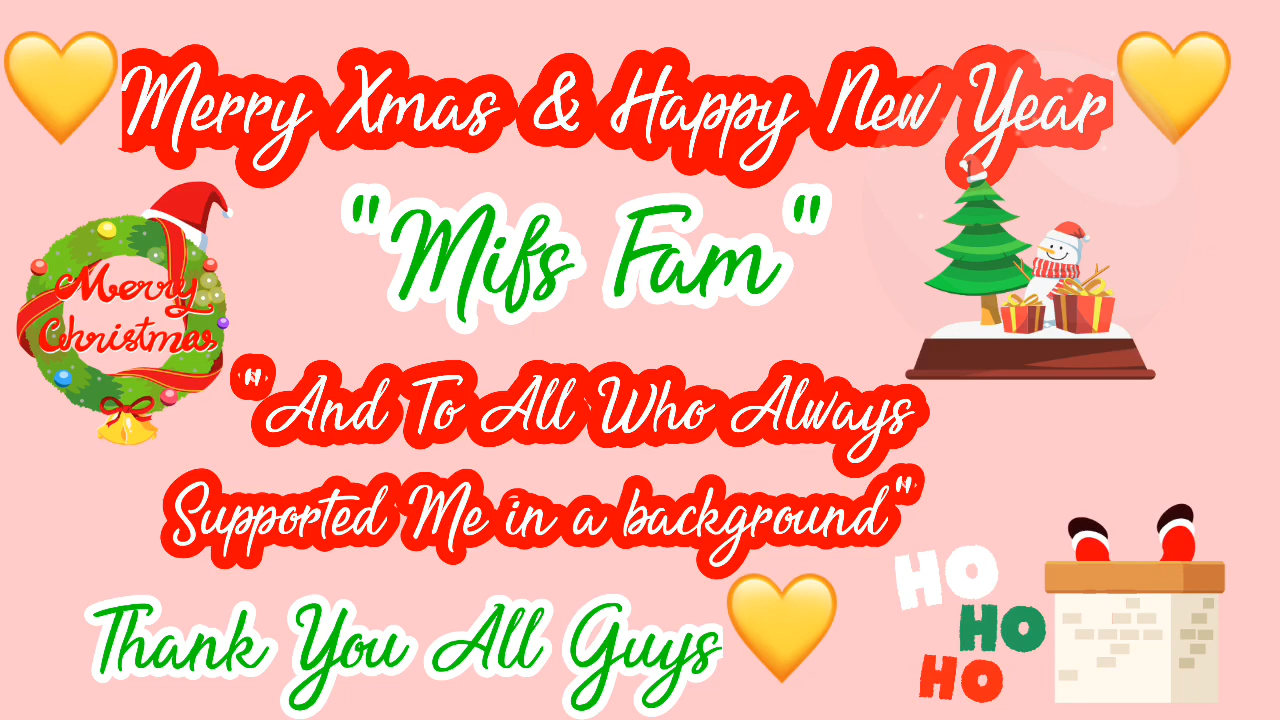 Merry Xmas & Happy New Year
"Mifs Fam"
Merry
Christmas
"And To All Who Always
Supported Me in a background"
Thank You All Guys
HO
HO
HO